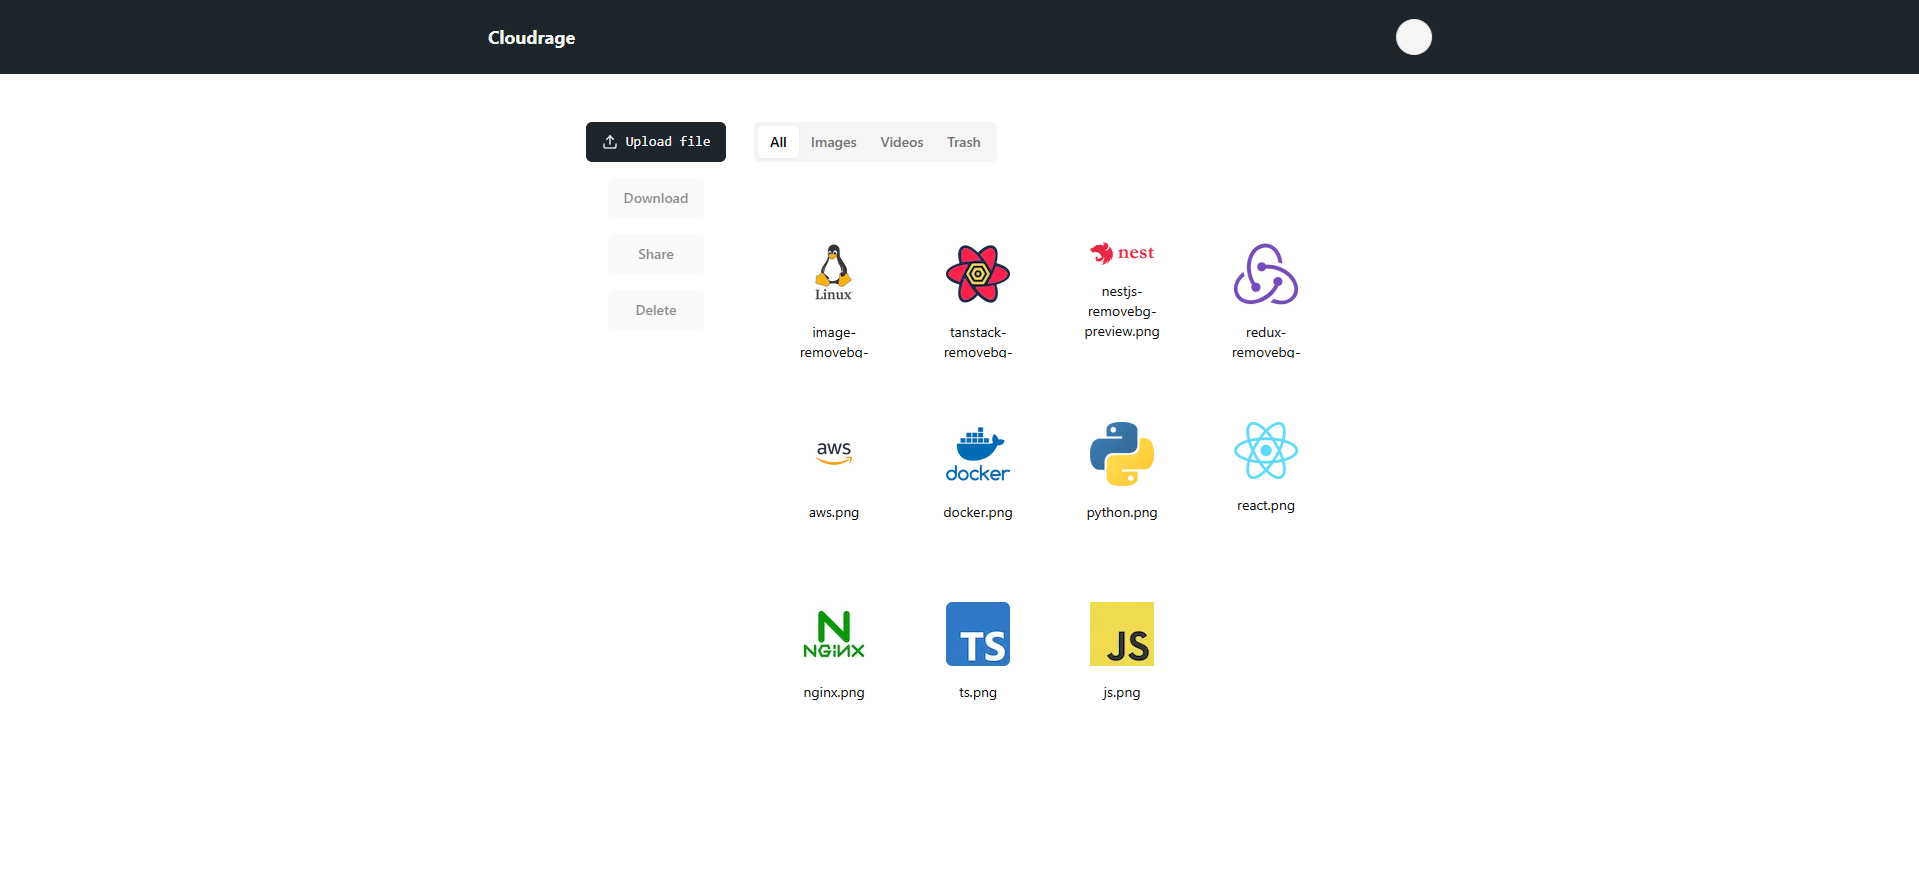 Cloudrage
Upload file
All Images Videos Trash
Download
Share
Delete
Linux
nest
image-
removebg-
tanstack-
removebg-
nestjs-
removebg-
preview.png
redux-
removebg-
aws
docker
aws.png
docker.png
python.png
react.png
NGINX
TS
JS
nginx.png
ts.png
js.png